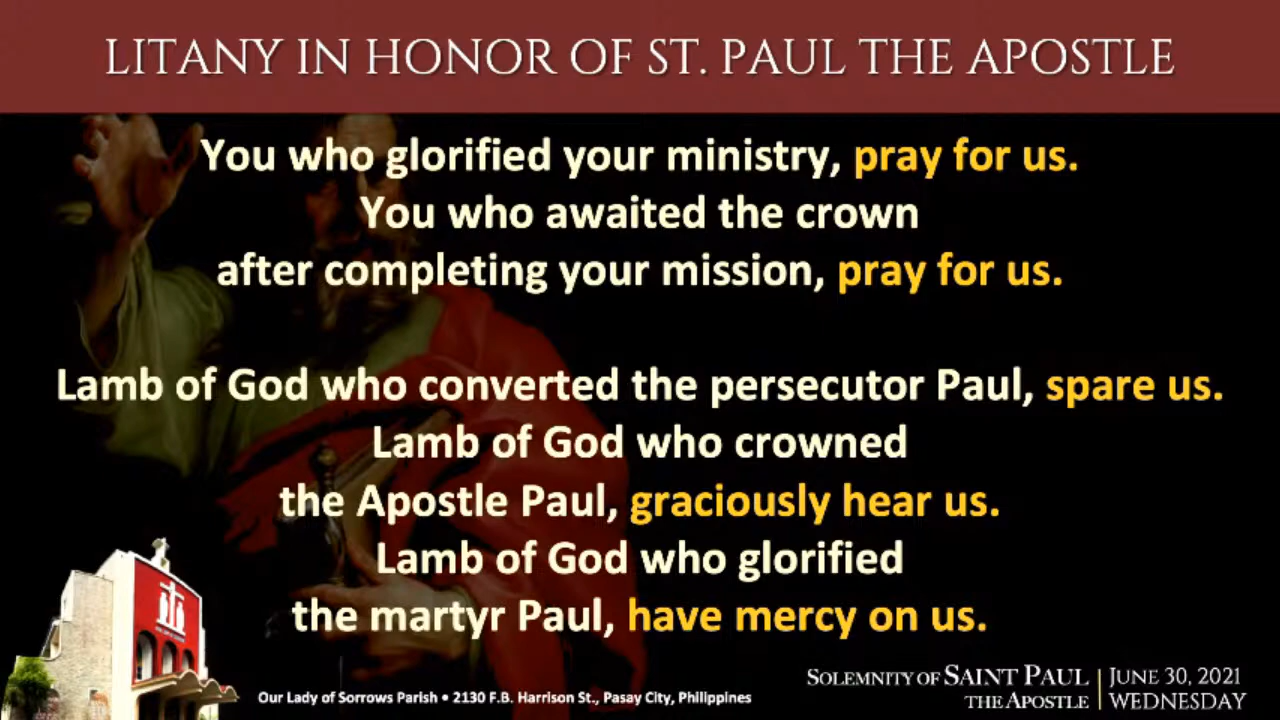 LITANY IN HONOR OF ST. PAUL THE APOSTLE
You who glorified your ministry, pray for us.
You who awaited the crown
after completing your mission, pray for us.
Lamb of God who converted the persecutor Paul, spare us.
Lamb of God who crowned
the Apostle Paul, graciously hear us.
Lamb of God who glorified
the martyr Paul, have mercy on us.
Our Lady of Sorrows Parish • 2130 F.B. Harrison St., Pasay City, Philippines
SOLEMNITY OF SAINT PAUL
THE APOSTLE
JUNE 30, 2021
WEDNESDAY